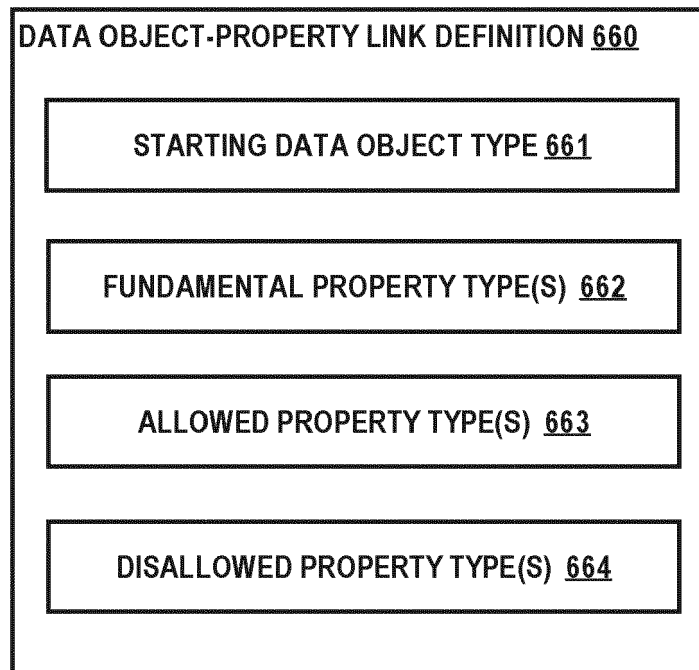 DATA OBJECT-PROPERTY LINK DEFINITION 660
STARTING DATA OBJECT TYPE 661
FUNDAMENTAL PROPERTY TYPE(S) 662
ALLOWED PROPERTY TYPE(S) 663
DISALLOWED PROPERTY TYPE(S) 664